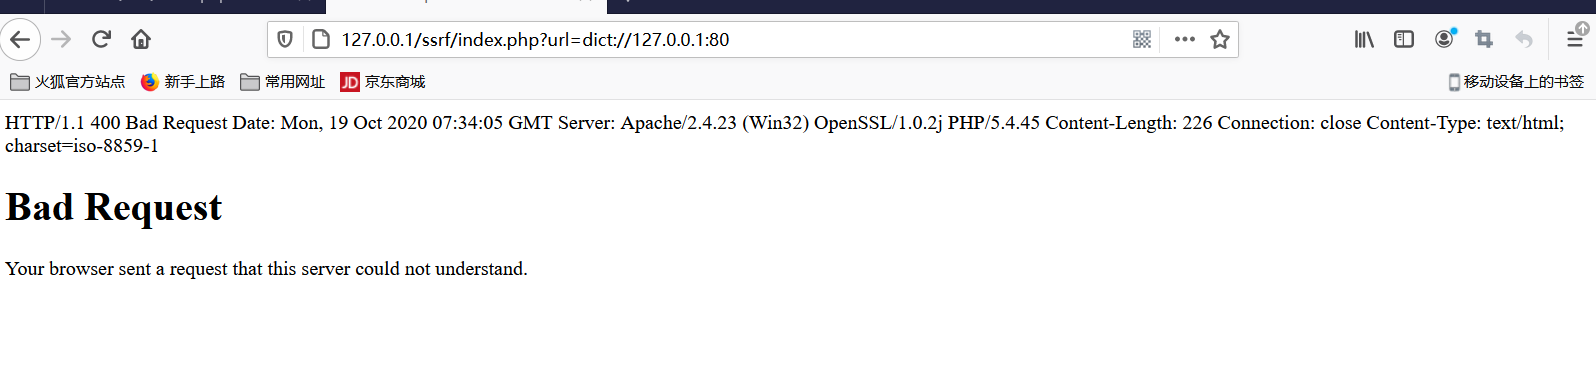 127.0.0.1/ssrf/index.php?url=dict://127.0.0.1:80
火狐官方站点 新手上路 常用网址 JD 京东商城 移动设备上的书签
HTTP/1.1 400 Bad Request Date: Mon, 19 Oct 2020 07:34:05 GMT Server: Apache/2.4.23 (Win32) OpenSSL/1.0.2j PHP/5.4.45 Content-Length: 226 Connection: close Content-Type: text/html;
charset=iso-8859-1
Bad Request
Your browser sent a request that this server could not understand.